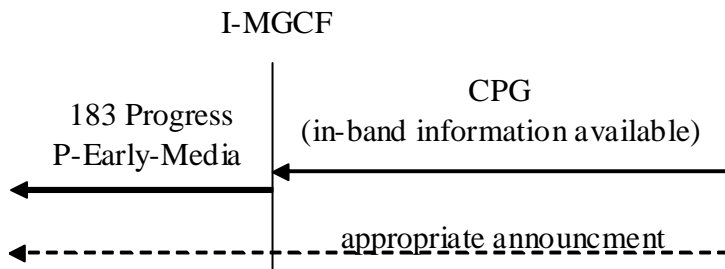 I-MGCF
183 Progress
P-Early-Media
CPG
(in-band information available)
appropriate announcment